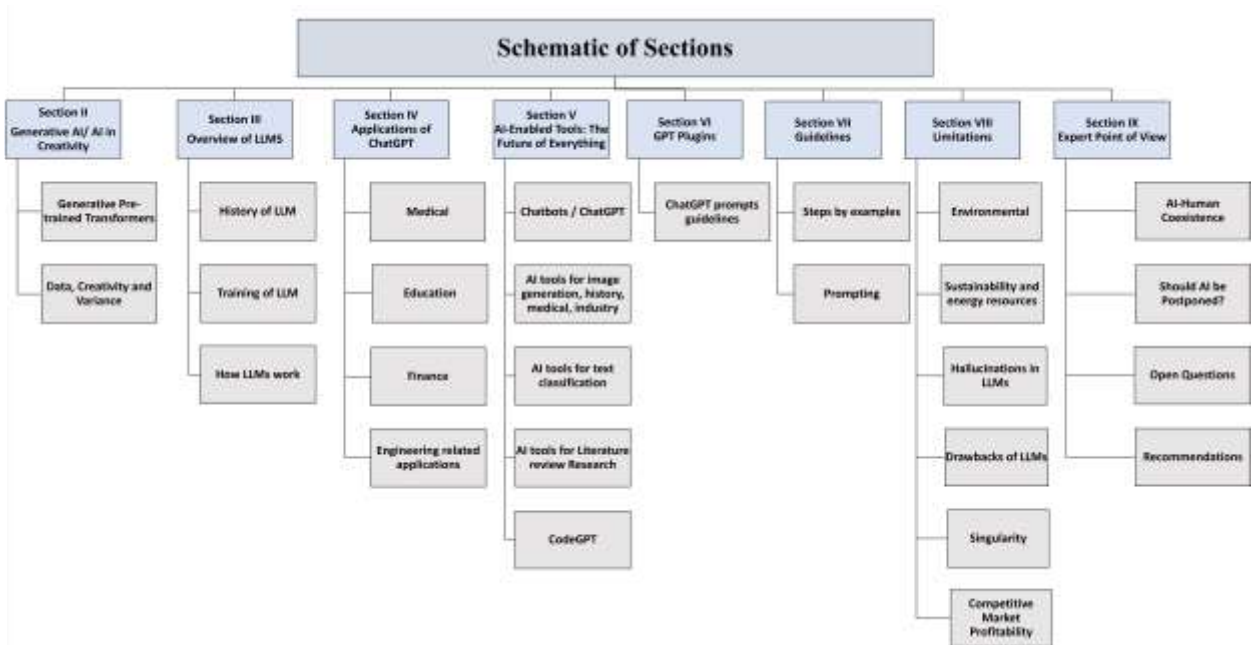 Schematic of Sections
Section II
Generative AI/ AI in
Creativity
Generative Pre-
trained Transformers
Data, Creativity and
Variance
Section III
Overview of LLMS
History of LLM
Training of LLM
How LLMs work
Section IV
Applications of
ChatGPT
Medical
Education
Finance
Engineering related
applications
Section V
AI-Enabled Tools: The
Future of Everything
Chatbots / ChatGPT
AI tools for image
generation, history,
medical, industry
AI tools for text
classification
AI tools for Literature
review Research
CodeGPT
Section VI
GPT Plugins
ChatGPT prompts
guidelines
Section VII
Guidelines
Steps by examples
Prompting
Section VIII
Limitations
Environmental
Sustainability and
energy resources
Hallucinations in
LLMs
Drawbacks of LLMs
Singularity
Competitive
Market
Profitability
Section IX
Expert Point of View
AI-Human
Coexistence
Should AI be
Postponed?
Open Questions
Recommendations